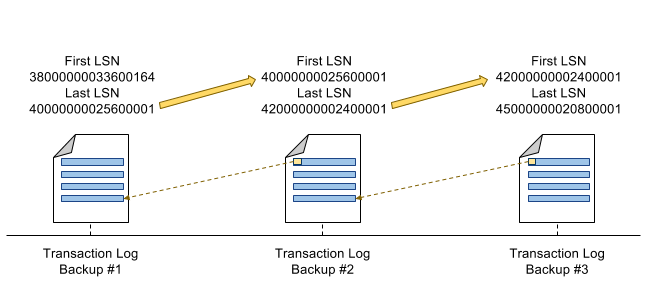 First LSN
38000000033600164
Last LSN
40000000025600001
First LSN
40000000025600001
Last LSN
42000000002400001
First LSN
42000000002400001
Last LSN
45000000020800001
Transaction Log
Backup #1
Transaction Log
Backup #2
Transaction Log
Backup #3